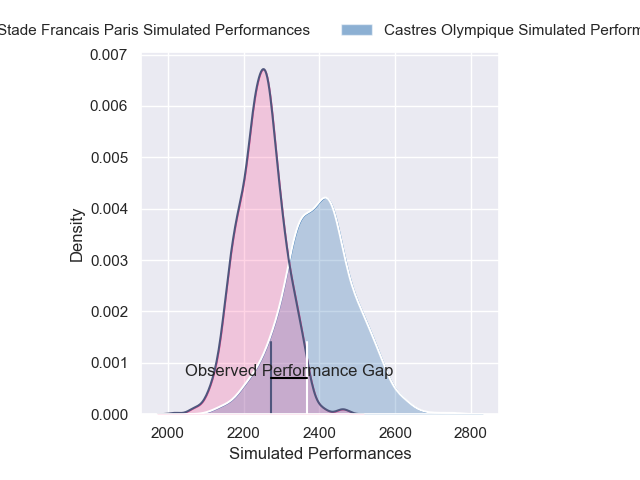 Stade Francais Paris Simulated Performances
Castres Olympique Simulated Perform
0.007
0.006
0.005
0.004
0.003
0.002
0.001
0.000
Density
Observed Performance Gap
2000 2200 2400 2600 2800
Simulated Performances